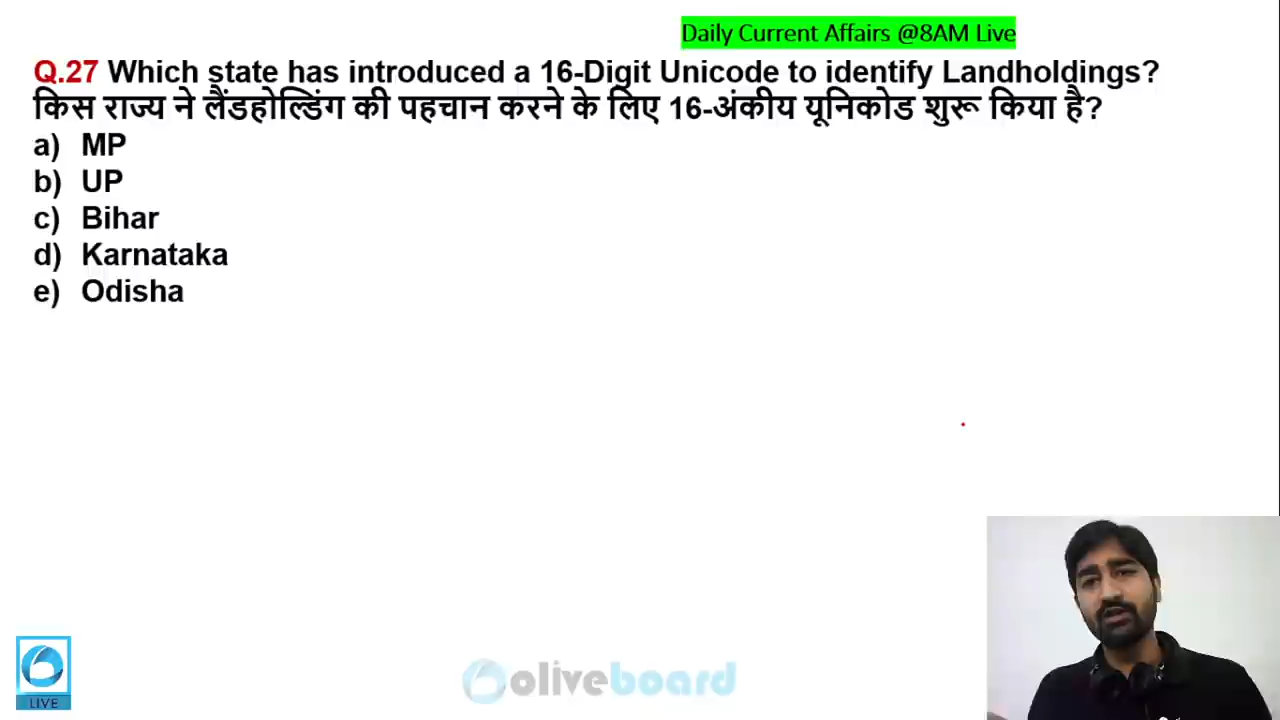 Daily Current Affairs @8AM Live
Q.27 Which state has introduced a 16-Digit Unicode to identify Landholdings?
किस राज्य ने लैंडहोल्डिंग की पहचान करने के लिए 16-अंकीय यूनिकोड शुरू किया है?
a) MP
b) UP
c) Bihar
d) Karnataka
e) Odisha
LIVE
oliveboard